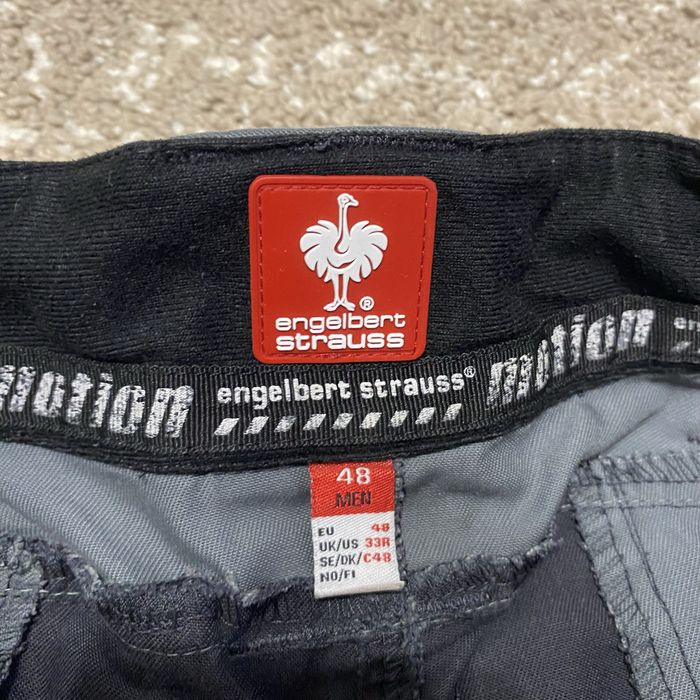 ®
engelbert
strauss
motion engelbert strauss® motion
48
MEN
EU 48
UK/US 33R
SE/DK/ C48
NO/FI